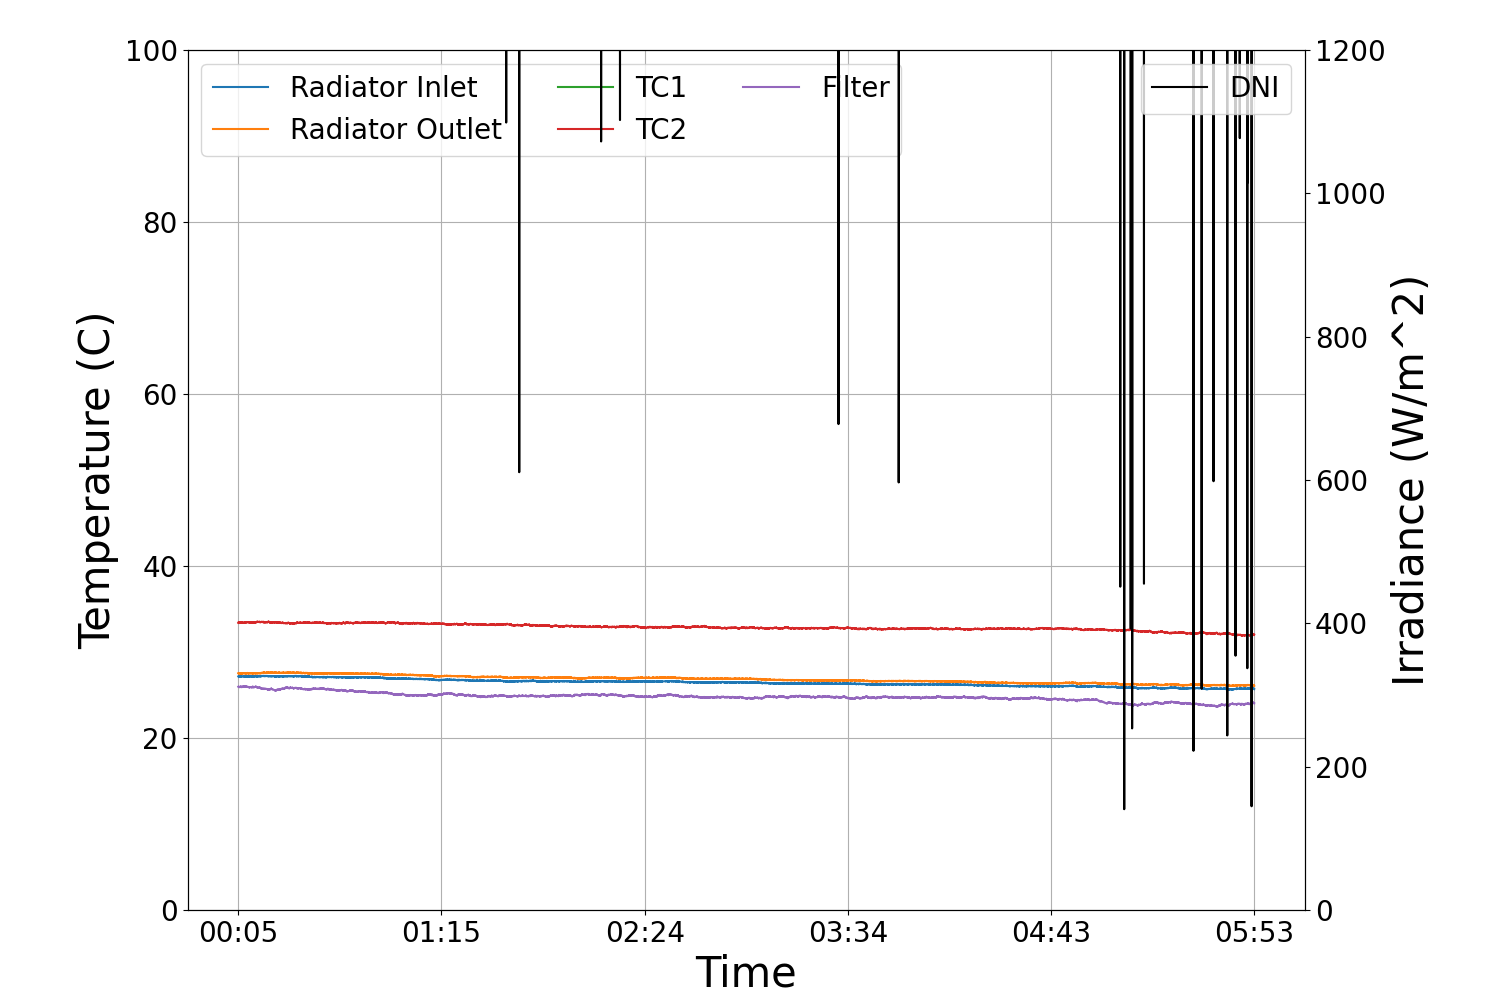 100
80
60
40
20
0
Temperature (C)
Radiator Inlet
Radiator Outlet
TC1
TC2
Filter
DNI
1200
1000
800
600
400
200
0
Irradiance (W/m^2)
00:05 01:15 02:24 03:34 04:43 05:53
Time